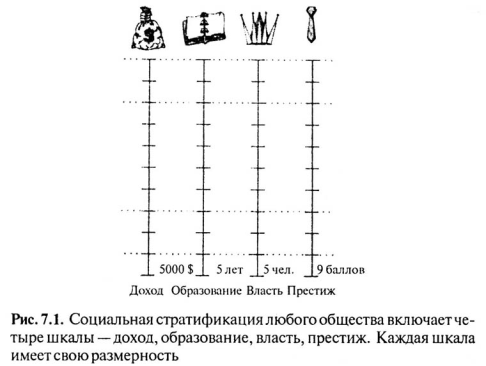 $
5000 $ 5 лет 5 чел. 9 баллов
Доход Образование Власть Престиж
Рис. 7.1. Социальная стратификация любого общества включает че-
тыре шкалы — доход, образование, власть, престиж. Каждая шкала
имеет свою размерность